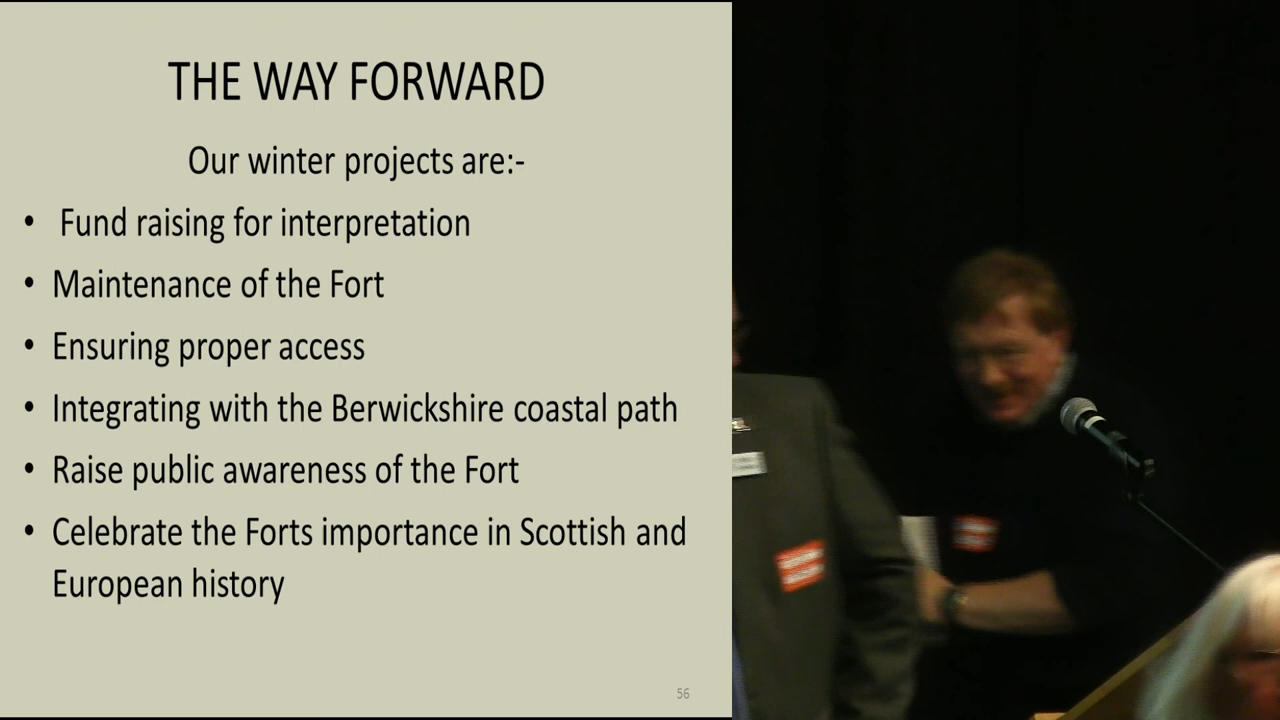 THE WAY FORWARD
Our winter projects are:-
• Fund raising for interpretation
• Maintenance of the Fort
• Ensuring proper access
• Integrating with the Berwickshire coastal path
• Raise public awareness of the Fort
• Celebrate the Forts importance in Scottish and
European history
56